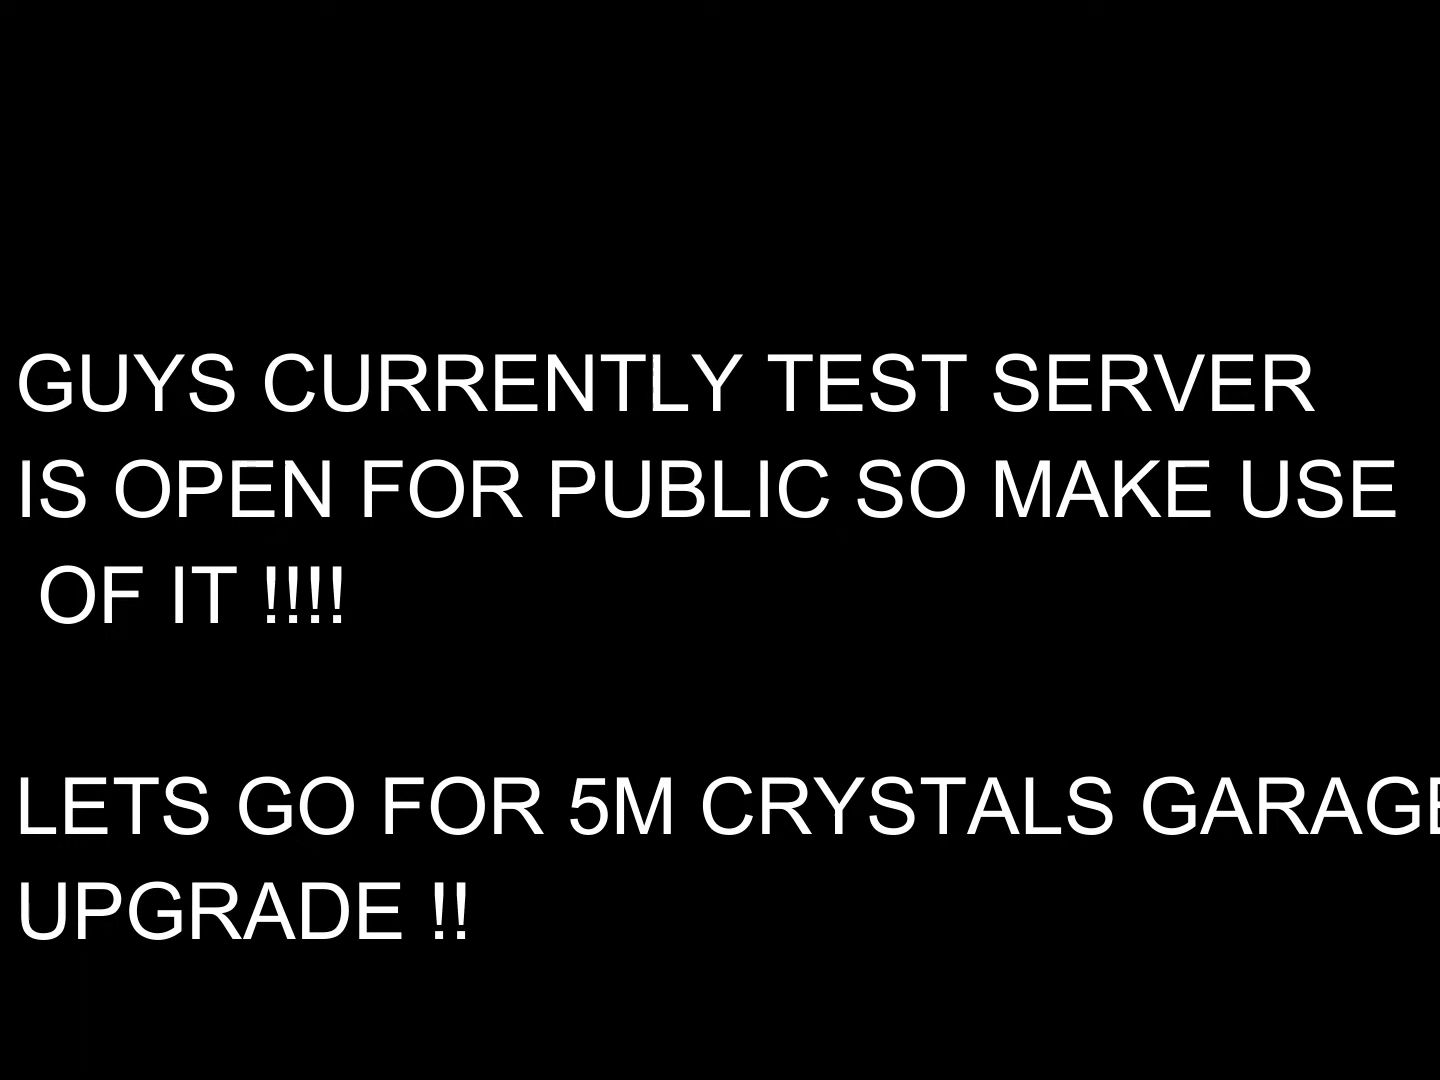 GUYS CURRENTLY TEST SERVER
IS OPEN FOR PUBLIC SO MAKE USE
OF IT !!!!
LETS GO FOR 5M CRYSTALS GARAGE
UPGRADE !!